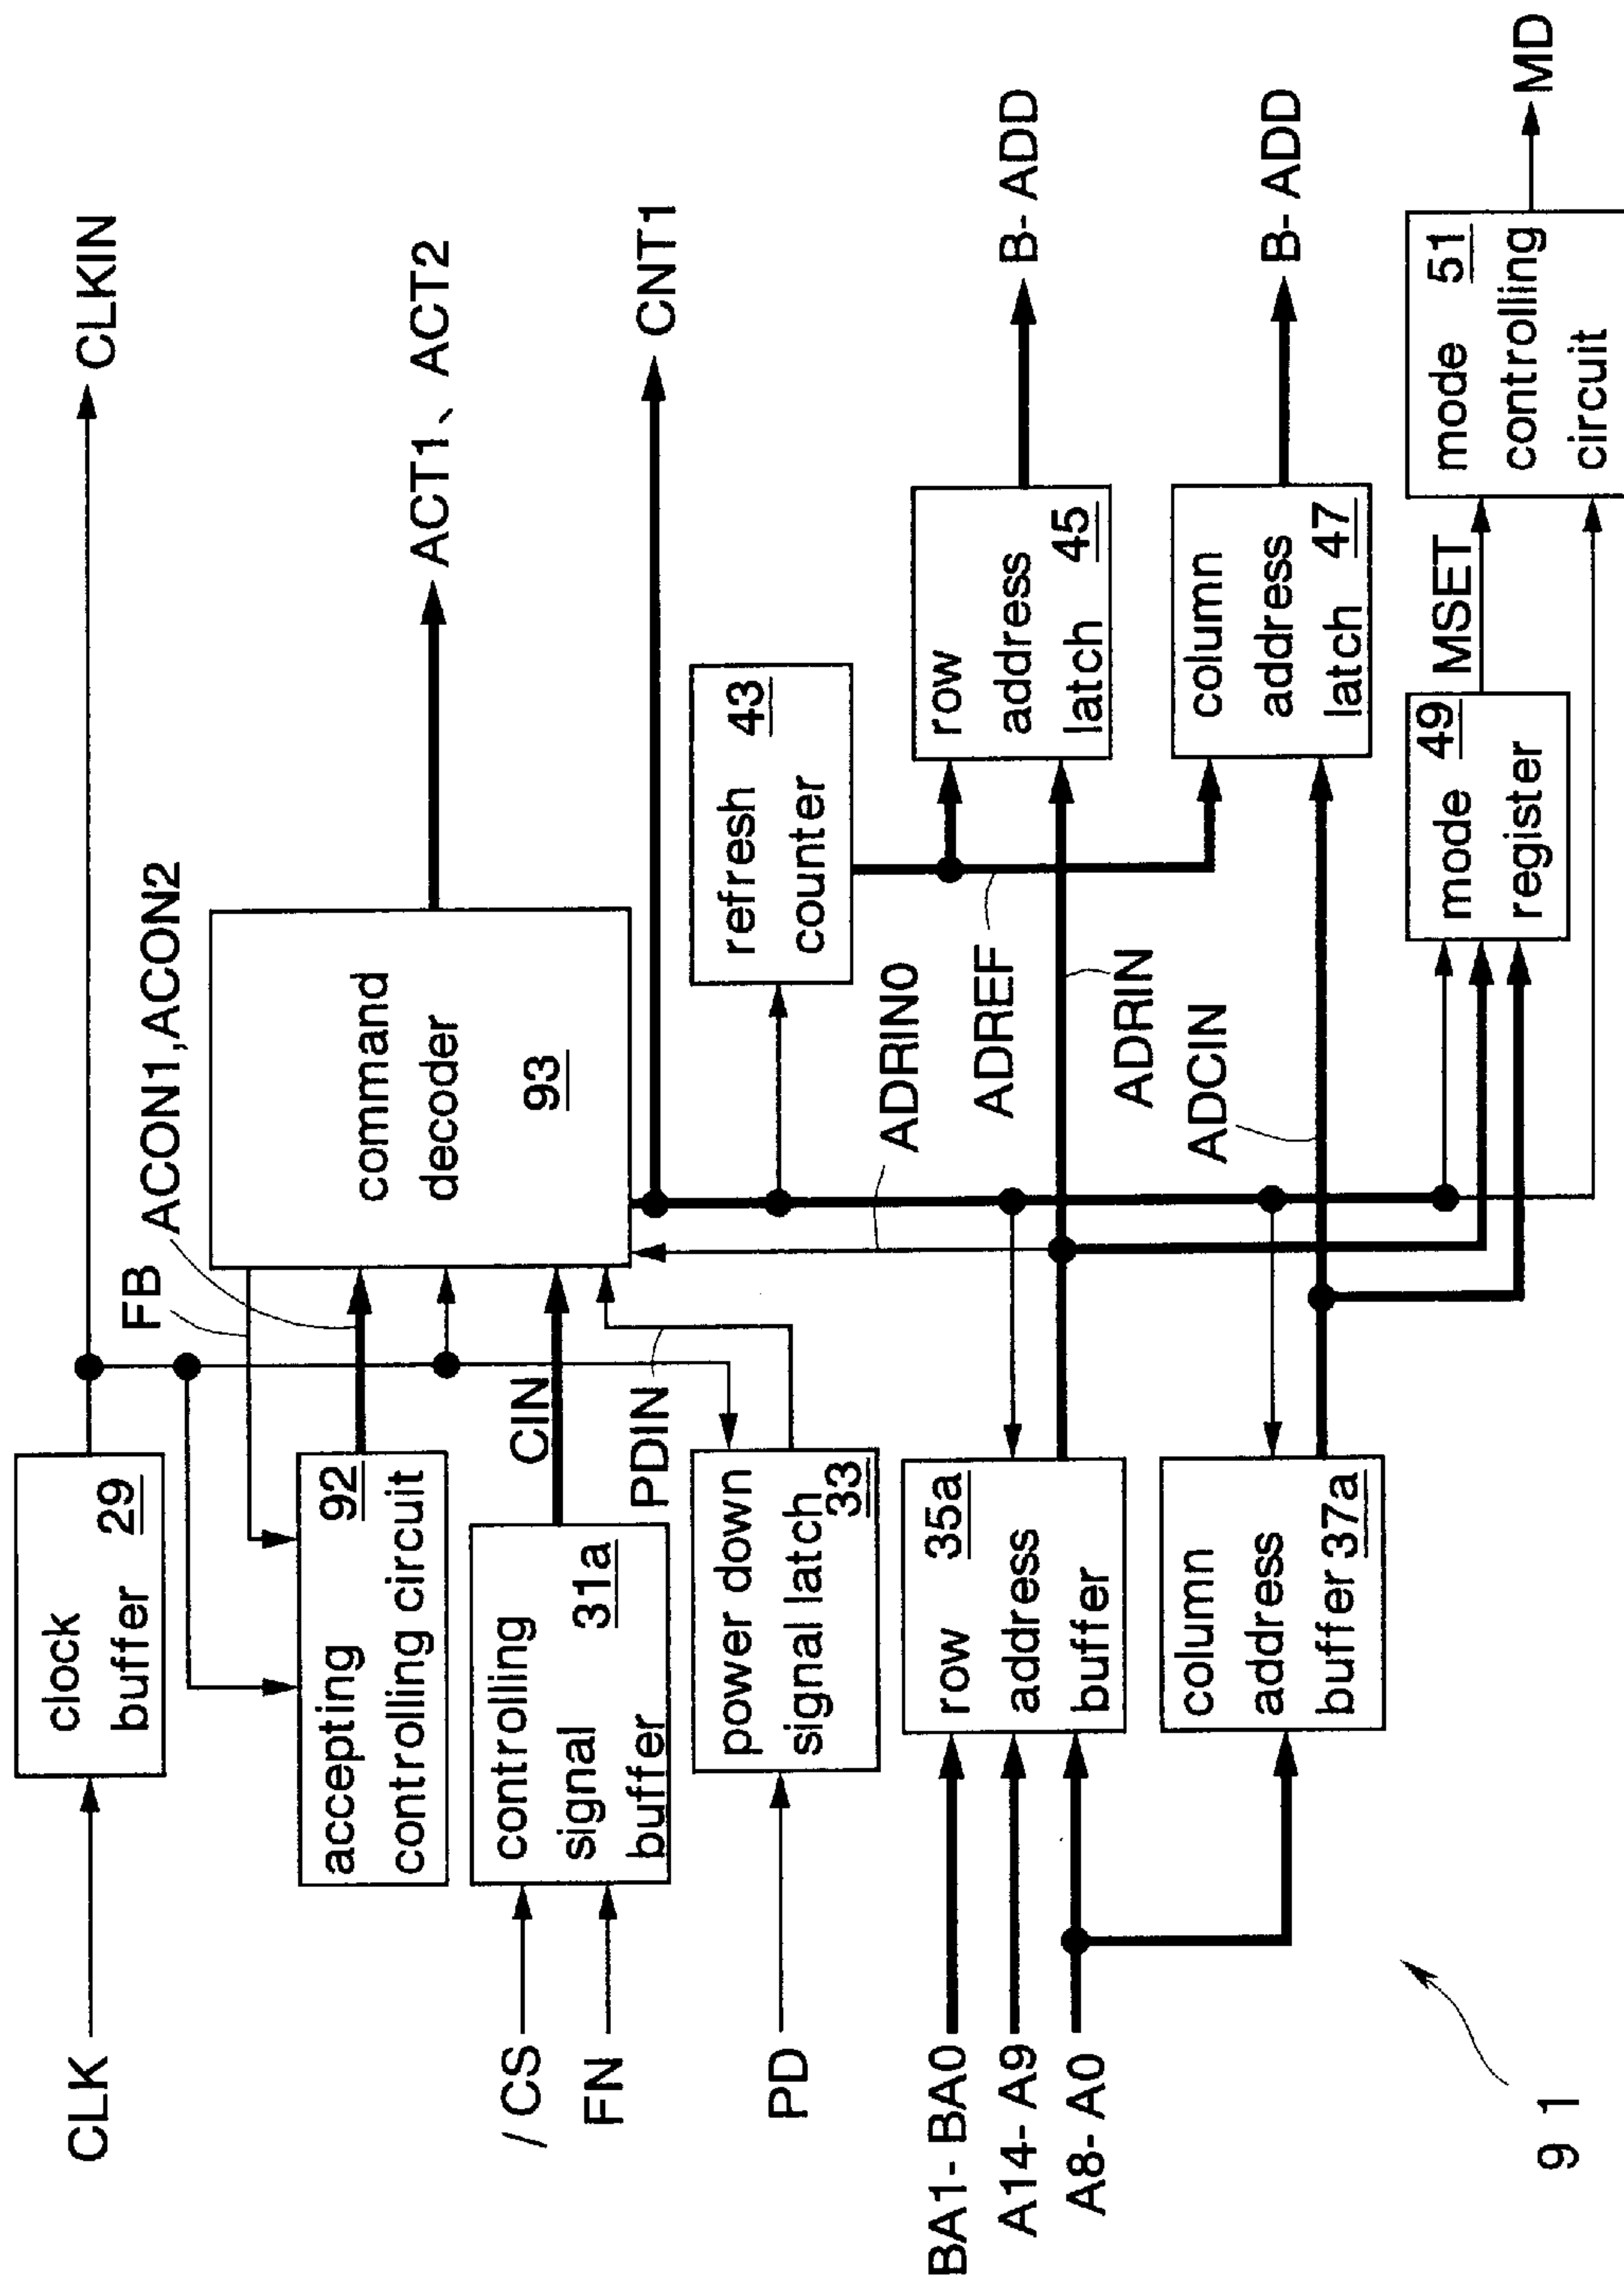 CLK
clock
buffer 29
CLKIN
FB
ACON1,ACON2
accepting
92
controlling circuit
command
decoder
93
ACT1、ACT2
/ CS
FN
controlling
signal 31a
buffer
CIN
CNT1
PD
power down
signal latch
33
PDIN
refresh
43
counter
BA1- BA0
A14- A9
A8- A0
row 35a
address
buffer
ADRIN0
ADREF
ADRIN
row
address
latch 45
B- ADD
column
address
buffer 37a
ADCIN
column
address
latch 47
B- ADD
mode 49
register
MSET
mode 51
controlling
circuit
MD
9 1